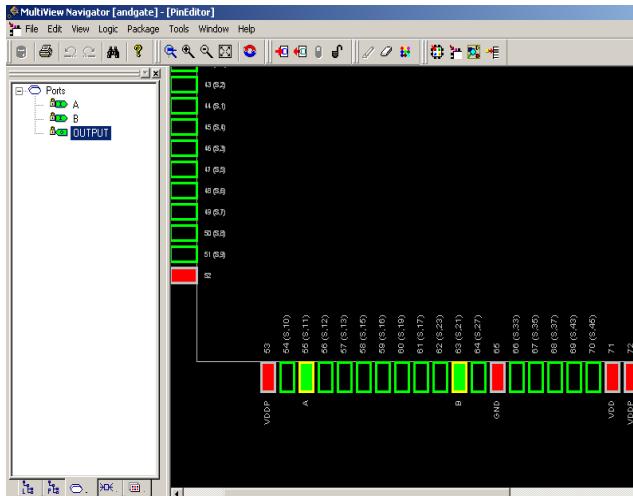 MultiView Navigator [andgate] - [PinEditor]
File Edit View Logic Package Tools Window Help
Ports
A
B
OUTPUT
43 (S,2)
44 (S,1)
45 (S,4)
46 (S,3)
47 (S,5)
48 (S,6)
49 (S,7)
50 (S,8)
51 (S,9)
52
53
54 (S,10)
55 (S,11)
56 (S,12)
57 (S,13)
58 (S,15)
59 (S,16)
60 (S,19)
61 (S,17)
62 (S,23)
63 (S,21)
64 (S,27)
65
66 (S,33)
67 (S,35)
68 (S,37)
69 (S,43)
70 (S,45)
71
72
VDDP
A
B
GND
VDD
VDDP